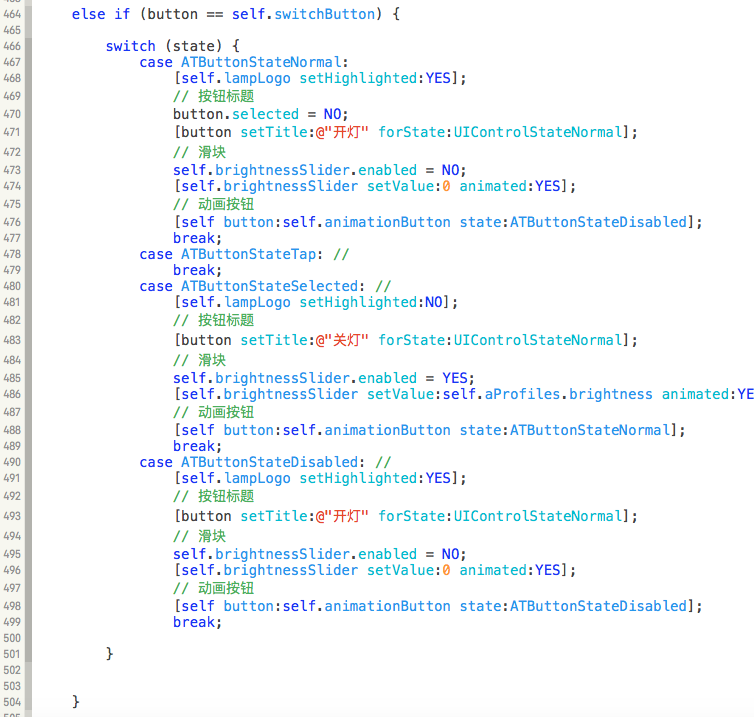 464 else if (button == self.switchButton) {
465
466 switch (state) {
467 case ATButtonStateNormal:
468 [self.lampLogo setHighlighted:YES];
469 // 按钮标题
470 button.selected = NO;
471 [button setTitle:@"开灯" forState:UIControlStateNormal];
472 // 滑块
473 self.brightnessSlider.enabled = NO;
474 [self.brightnessSlider setValue:0 animated:YES];
475 // 动画按钮
476 [self button:self.animationButton state:ATButtonStateDisabled];
477 break;
478 case ATButtonStateTap: //
479 break;
480 case ATButtonStateSelected: //
481 [self.lampLogo setHighlighted:NO];
482 // 按钮标题
483 [button setTitle:@"关灯" forState:UIControlStateNormal];
484 // 滑块
485 self.brightnessSlider.enabled = YES;
486 [self.brightnessSlider setValue:self.aProfiles.brightness animated:YE
487 // 动画按钮
488 [self button:self.animationButton state:ATButtonStateNormal];
489 break;
490 case ATButtonStateDisabled: //
491 [self.lampLogo setHighlighted:YES];
492 // 按钮标题
493 [button setTitle:@"开灯" forState:UIControlStateNormal];
494 // 滑块
495 self.brightnessSlider.enabled = NO;
496 [self.brightnessSlider setValue:0 animated:YES];
497 // 动画按钮
498 [self button:self.animationButton state:ATButtonStateDisabled];
499 break;
500
501 }
502
503
504 }